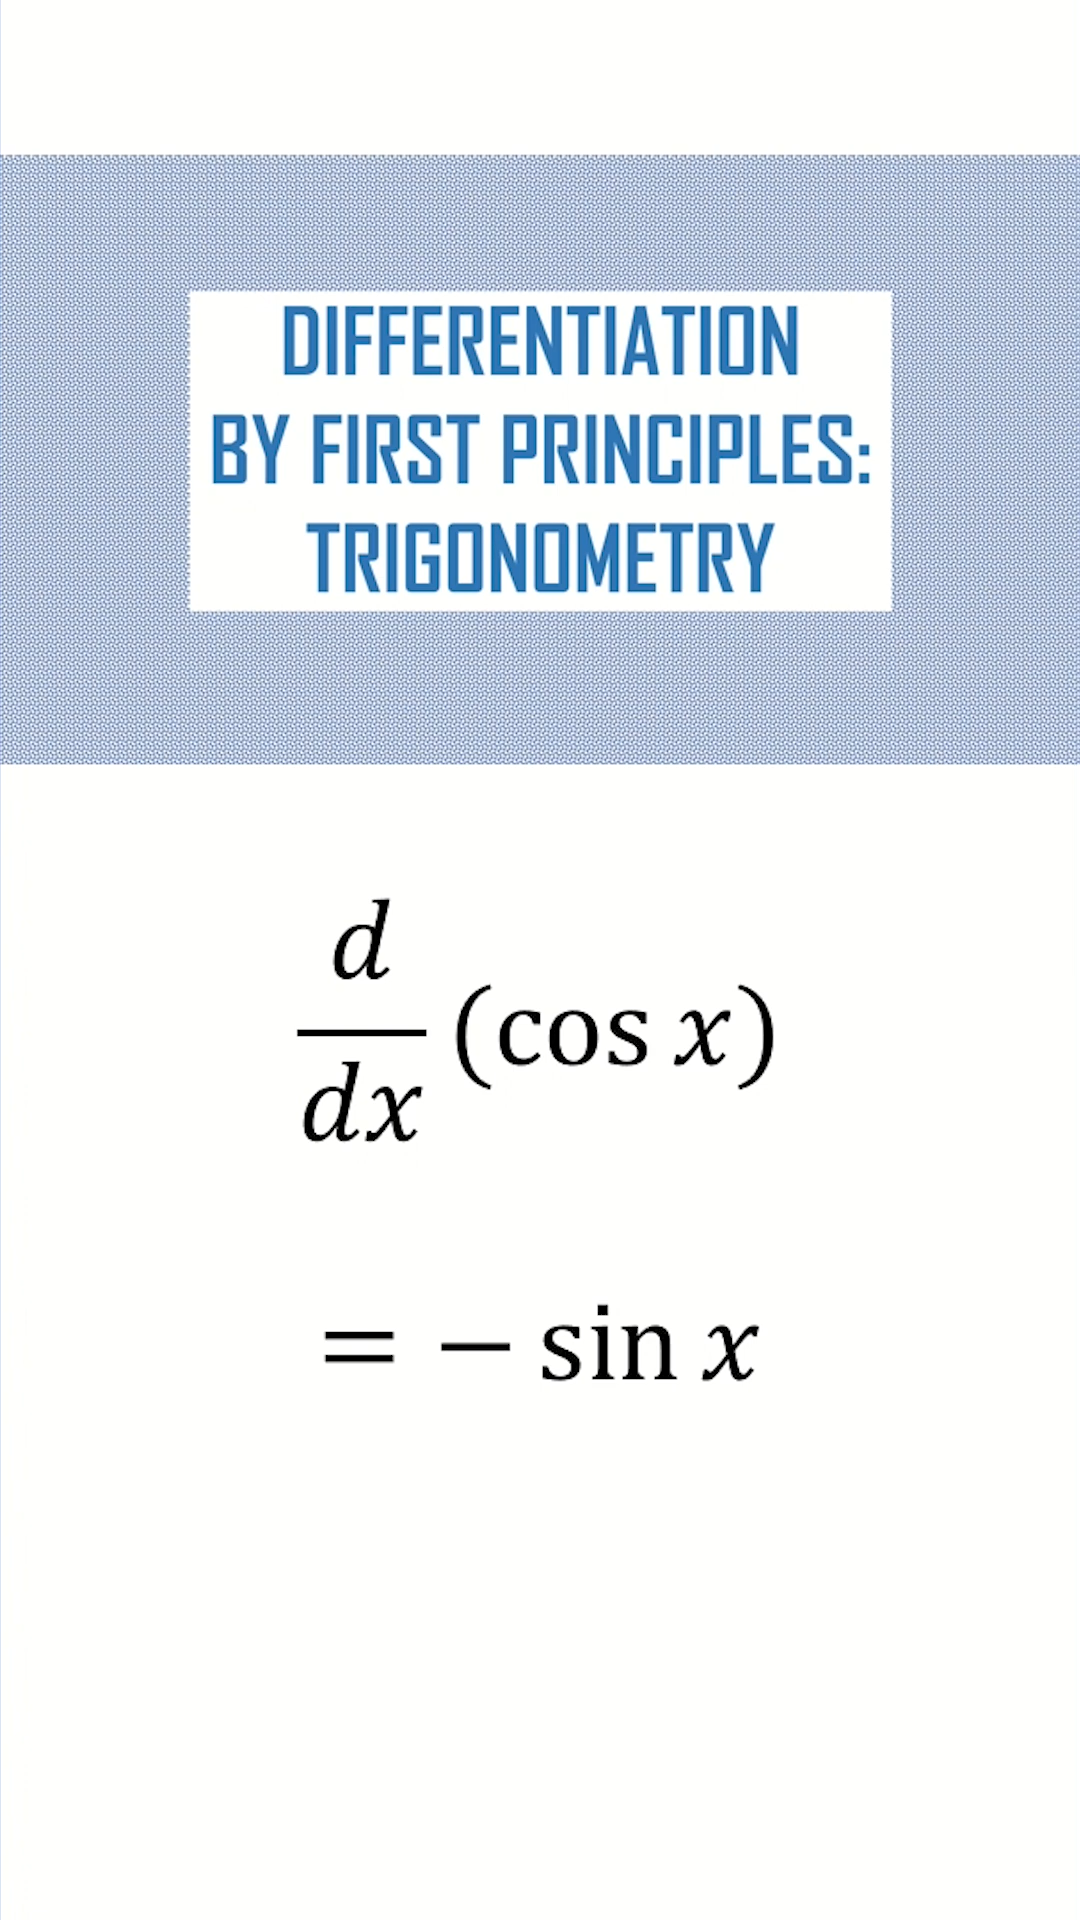 DIFFERENTIATION
BY FIRST PRINCIPLES:
TRIGONOMETRY
d
dx
(cos x)
= − sin x